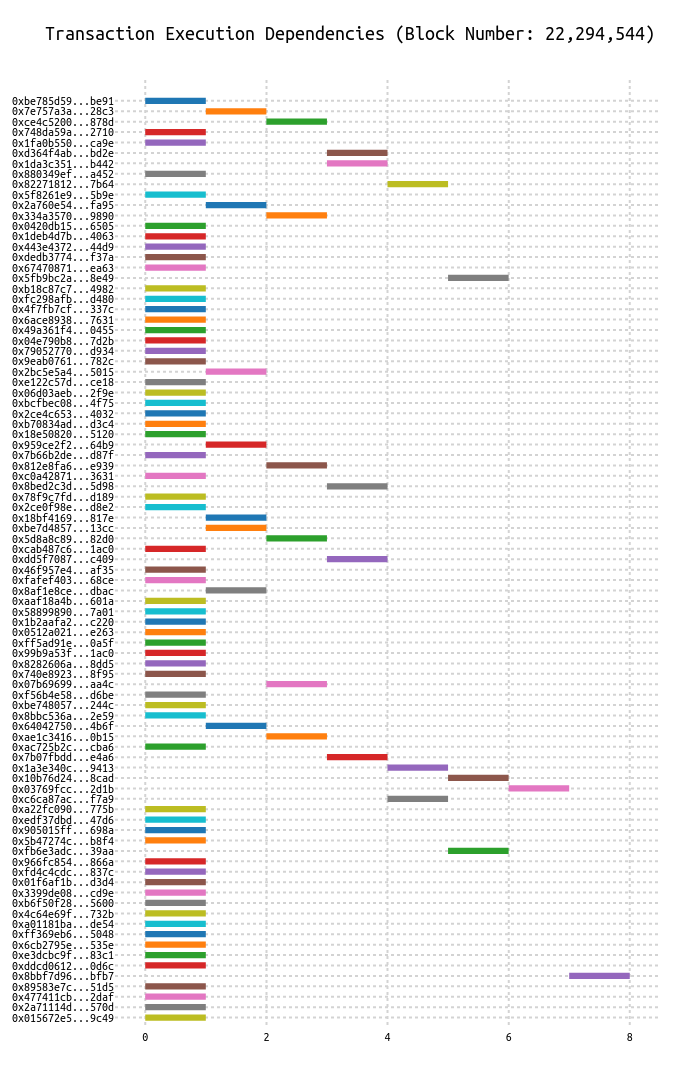 Transaction Execution Dependencies (Block Number: 22,294,544)
0xbe785d59...be91
0x7e757a3a...28c3
0xce4c5200...878d
0x748da59a...2710
0x1fa0b550...ca9e
0xd364f4ab...bd2e
0x1da3c351...b442
0x880349ef...a452
0x82271812...7b64
0x5f8261e9...5b9e
0x2a760e54...fa95
0x334a3570...9890
0x0420db15...6505
0x1deb4d7b...4063
0x443e4372...44d9
0xdedb3774...f37a
0x67470871...ea63
0x5fb9bc2a...8e49
0xb18c87c7...4982
0xfc298afb...d480
0x4f7fb7cf...337c
0x6ace8938...7631
0x49a361f4...0455
0x04e790b8...7d2b
0x79052770...d934
0x9eab0761...782c
0x2bc5e5a4...5015
0xe122c57d...ce18
0x06d03aeb...2f9e
0xbcfbec08...4f75
0x2ce4c653...4032
0xb70834ad...d3c4
0x18e50820...5120
0x959ce2f2...64b9
0x7b66b2de...d87f
0x812e8fa6...e939
0xc0a42871...3631
0x8bed2c3d...5d98
0x78f9c7fd...d189
0x2ce0f98e...d8e2
0x18bf4169...817e
0xbe7d4857...13cc
0x5d8a8c89...82d0
0xcab487c6...1ac0
0xdd5f7087...c409
0x46f957e4...af35
0xfafef403...68ce
0x8af1e8ce...dbac
0xaaf18a4b...601a
0x58899890...7a01
0x1b2aafa2...c220
0x0512a021...e263
0xff5ad91e...0a5f
0x99b9a53f...1ac0
0x8282606a...8dd5
0x740e8923...8f95
0x07b69699...aa4c
0xf56b4e58...d6be
0xbe748057...244c
0x8bbc536a...2e59
0x64042750...4b6f
0xae1c3416...0b15
0xac725b2c...cba6
0x7b07fbdd...e4a6
0x1a3e340c...9413
0x10b76d24...8cad
0x03769fcc...2d1b
0xc6ca87ac...f7a9
0xa22fc090...775b
0xedf37dbd...47d6
0x905015ff...698a
0x5b47274c...b8f4
0xfb6e3adc...39aa
0x966fc854...866a
0xfd4c4cdc...837c
0x01f6af1b...d3d4
0x3399de08...cd9e
0xb6f50f28...5600
0x4c64e69f...732b
0xa01181ba...de54
0xff369eb6...5048
0x6cb2795e...535e
0xe3dcbc9f...83c1
0xddcd0612...0d6c
0x8bbf7d96...bfb7
0x89583e7c...51d5
0x477411cb...2daf
0x2a71114d...570d
0x015672e5...9c49
0 2 4 6 8